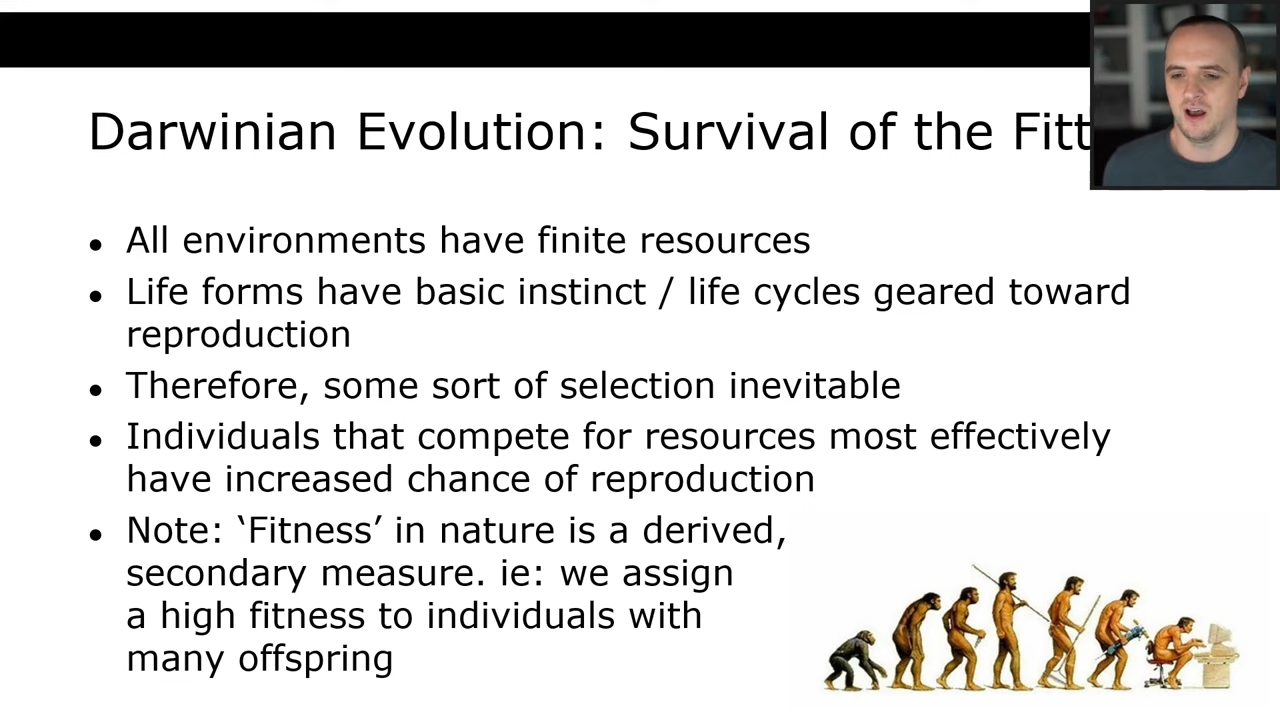 Darwinian Evolution: Survival of the Fitt
• All environments have finite resources
• Life forms have basic instinct / life cycles geared toward
reproduction
• Therefore, some sort of selection inevitable
• Individuals that compete for resources most effectively
have increased chance of reproduction
• Note: ‘Fitness’ in nature is a derived,
secondary measure. ie: we assign
a high fitness to individuals with
many offspring